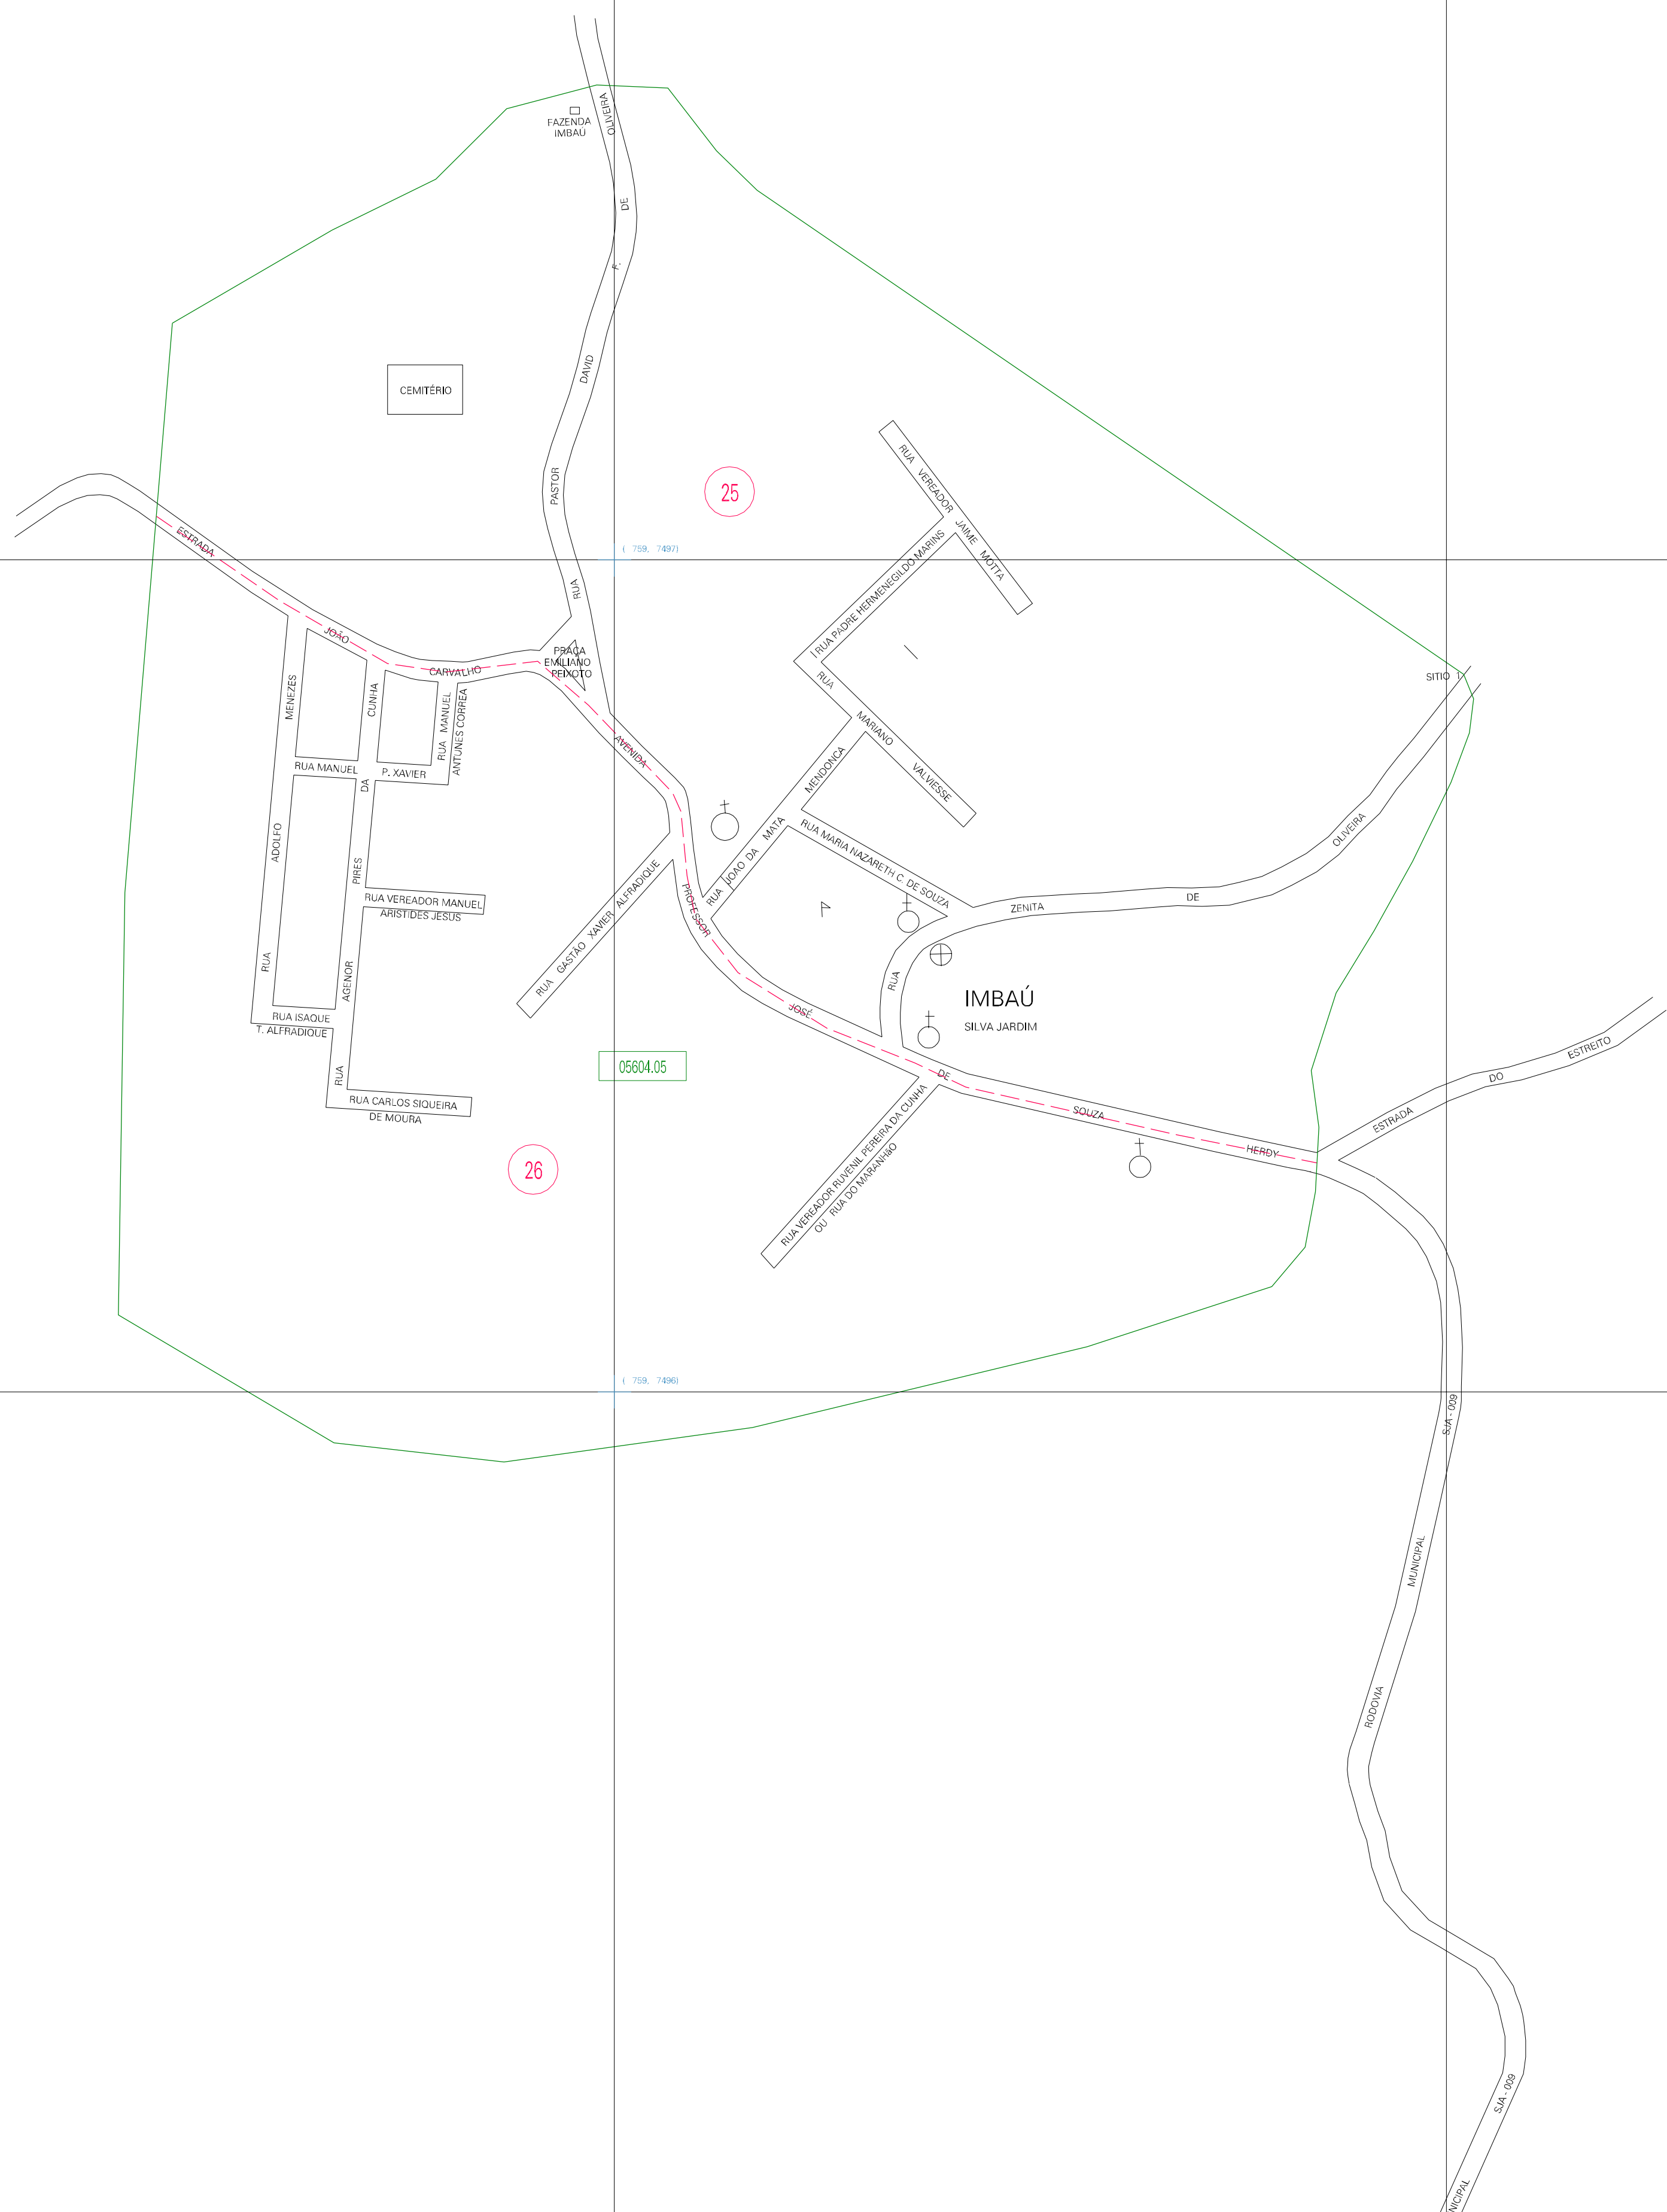 OLIVEIRA
FAZENDA
IMBAÚ
DE
F.
DAVID
CEMITÉRIO
PASTOR
RUA
25
RUA VEREADOR JAIME MOTTA
( 759, 7497)
ESTRADA
JOÃO
CARVALHO
RUA PADRE HERMENEGILDO MARINS
PRAÇA
EMILIANO
PEIXOTO
SITIO 1
RUA MARIANO VALVIESSE
MENEZES
CUNHA
RUA MANUEL
ANTUNES CORREA
AVENIDA
RUA MANUEL P. XAVIER
DA
RUA JOAO DA MATA MENDONCA
RUA MARIA NAZARETH C. DE SOUZA
ADOLFO
PIRES
RUA GASTÃO XAVIER ALFRADIQUE
PROFESSOR
RUA VEREADOR MANUEL
ARISTIDES JESUS
ZENITA
DE
OLIVEIRA
RUA
RUA
AGENOR
IMBAÚ
SILVA JARDIM
RUA ISAQUE
T. ALFRADIQUE
JOSÉ
05604.05
RUA
DE
SOUZA
HERDY
ESTRADA
DO
ESTREITO
RUA CARLOS SIQUEIRA
DE MOURA
RUA VEREADOR RUVENIL PEREIRA DA CUNHA
OU RUA DO MARANHãO
26
( 759, 7496)
SJA - 009
MUNICIPAL
RODOVIA
SJA - 009
NICIPAL